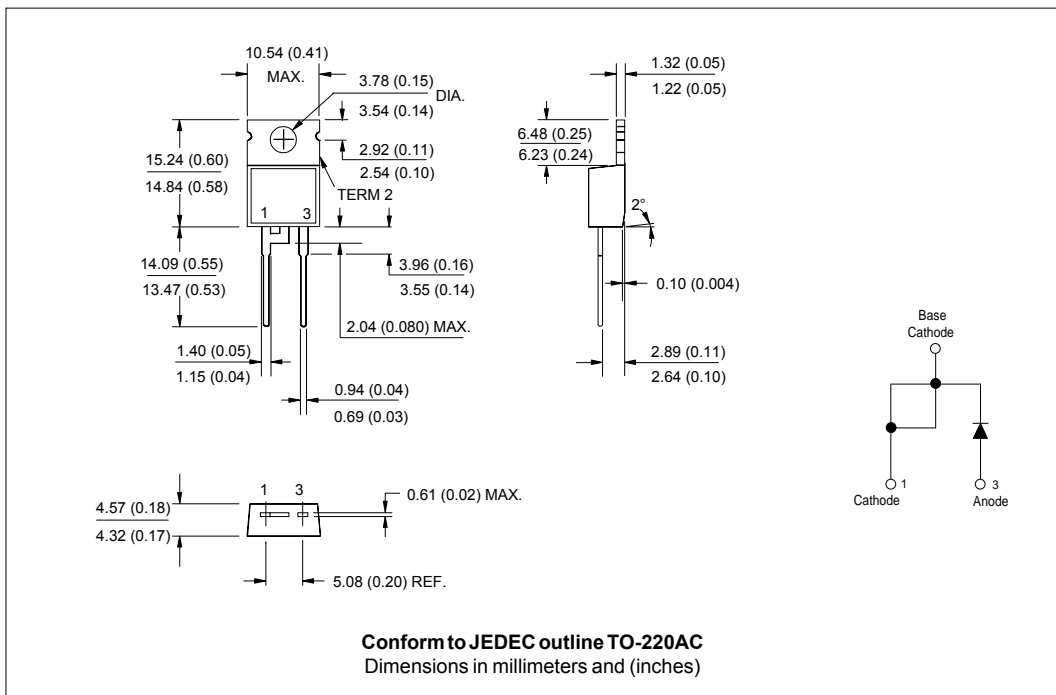 10.54 (0.41)
MAX.
3.78 (0.15)
3.54 (0.14)
DIA.
2.92 (0.11)
2.54 (0.10)
TERM 2
15.24 (0.60)
14.84 (0.58)
1 3
14.09 (0.55)
13.47 (0.53)
3.96 (0.16)
3.55 (0.14)
2.04 (0.080) MAX.
1.40 (0.05)
1.15 (0.04)
0.94 (0.04)
0.69 (0.03)
1.32 (0.05)
1.22 (0.05)
6.48 (0.25)
6.23 (0.24)
2°
0.10 (0.004)
2.89 (0.11)
2.64 (0.10)
Base
Cathode
1
Cathode
3
Anode
1 3
0.61 (0.02) MAX.
4.57 (0.18)
4.32 (0.17)
5.08 (0.20) REF.
Conform to JEDEC outline TO-220AC
Dimensions in millimeters and (inches)